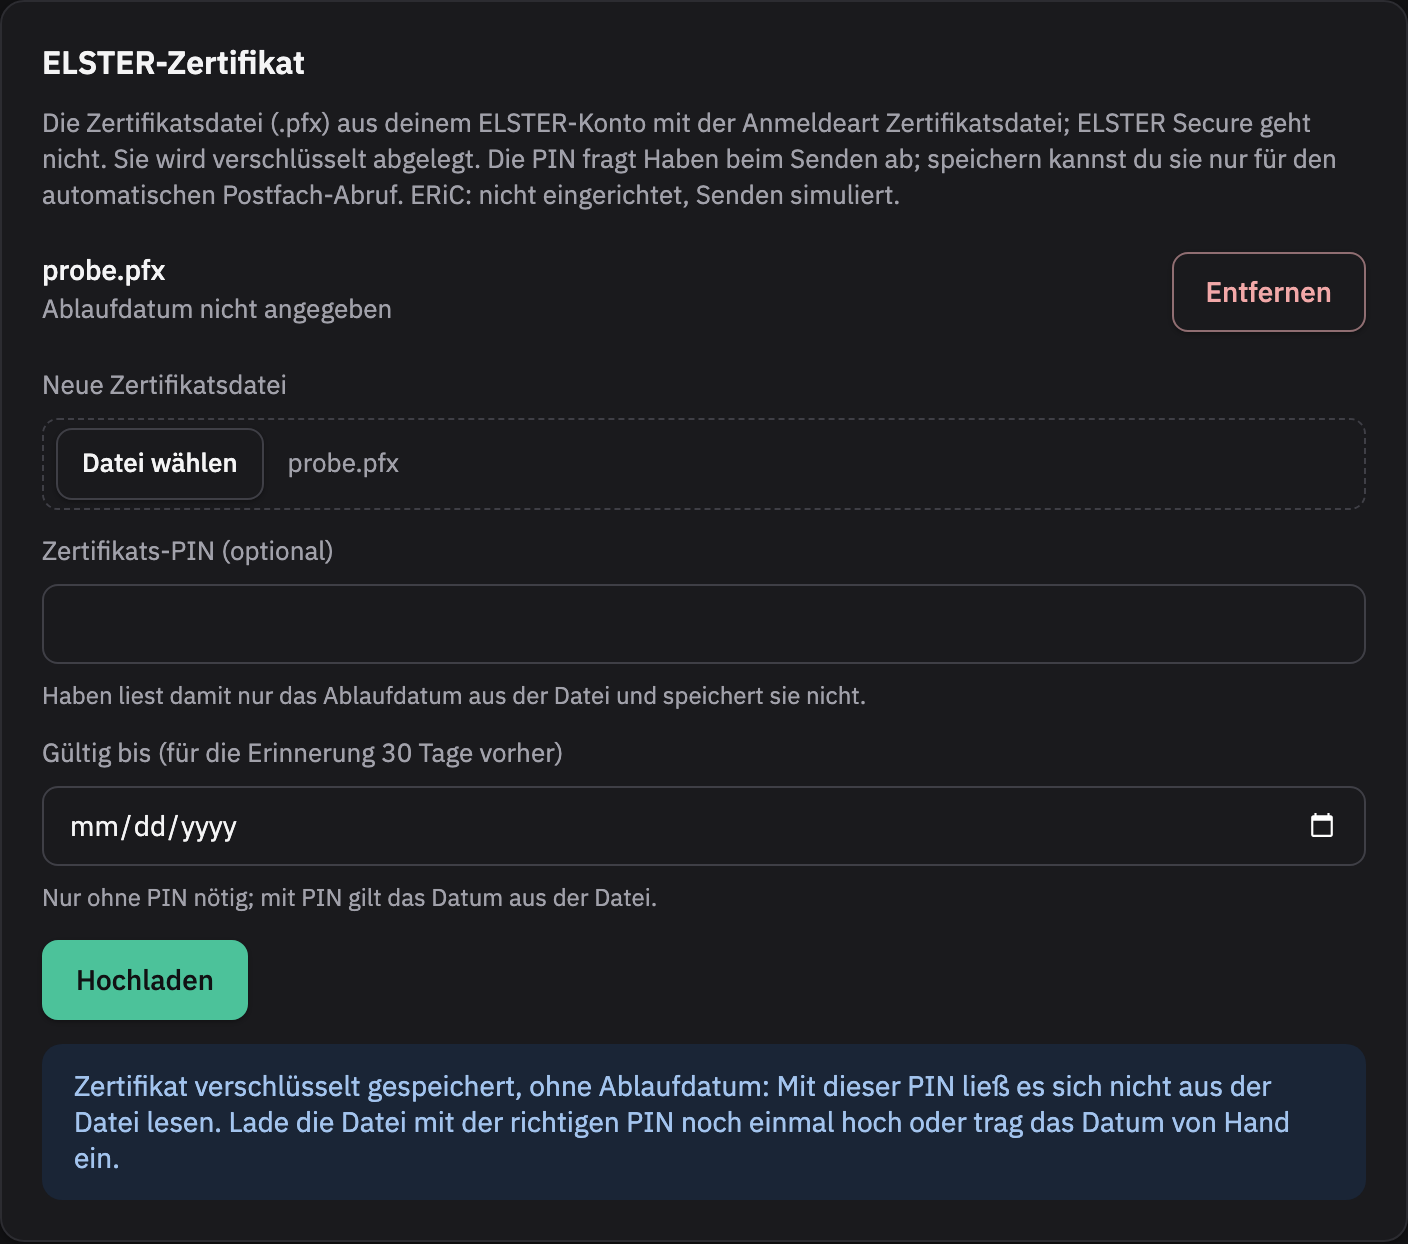 ELSTER-Zertifikat
Die Zertifikatsdatei (.pfx) aus deinem ELSTER-Konto mit der Anmeldeart Zertifikatsdatei; ELSTER Secure geht
nicht. Sie wird verschlüsselt abgelegt. Die PIN fragt Haben beim Senden ab; speichern kannst du sie nur für den
automatischen Postfach-Abruf. ERiC: nicht eingerichtet, Senden simuliert.
probe.pfx
Ablaufdatum nicht angegeben
Entfernen
Neue Zertifikatsdatei
Datei wählen probe.pfx
Zertifikats-PIN (optional)
Haben liest damit nur das Ablaufdatum aus der Datei und speichert sie nicht.
Gültig bis (für die Erinnerung 30 Tage vorher)
mm/dd/yyyy
Nur ohne PIN nötig; mit PIN gilt das Datum aus der Datei.
Hochladen
Zertifikat verschlüsselt gespeichert, ohne Ablaufdatum: Mit dieser PIN ließ es sich nicht aus der
Datei lesen. Lade die Datei mit der richtigen PIN noch einmal hoch oder trag das Datum von Hand
ein.